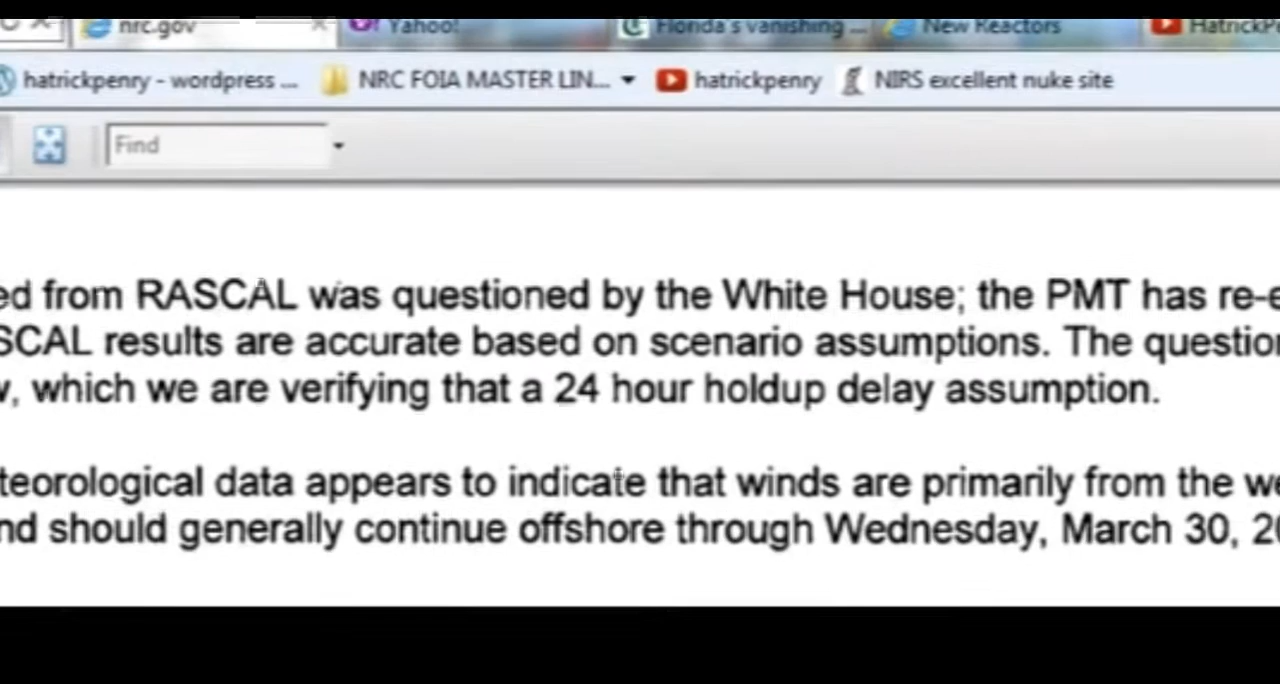 nrc.gov Yahoo! Florida's vanishing ... New Reactors HatrickPe
hatrickpenry - wordpress ... NRC FOIA MASTER LIN... hatrickpenry NIRS excellent nuke site
Find
ed from RASCAL was questioned by the White House; the PMT has re-e
SCAL results are accurate based on scenario assumptions. The question
, which we are verifying that a 24 hour holdup delay assumption.
teorological data appears to indicate that winds are primarily from the we
nd should generally continue offshore through Wednesday, March 30, 20